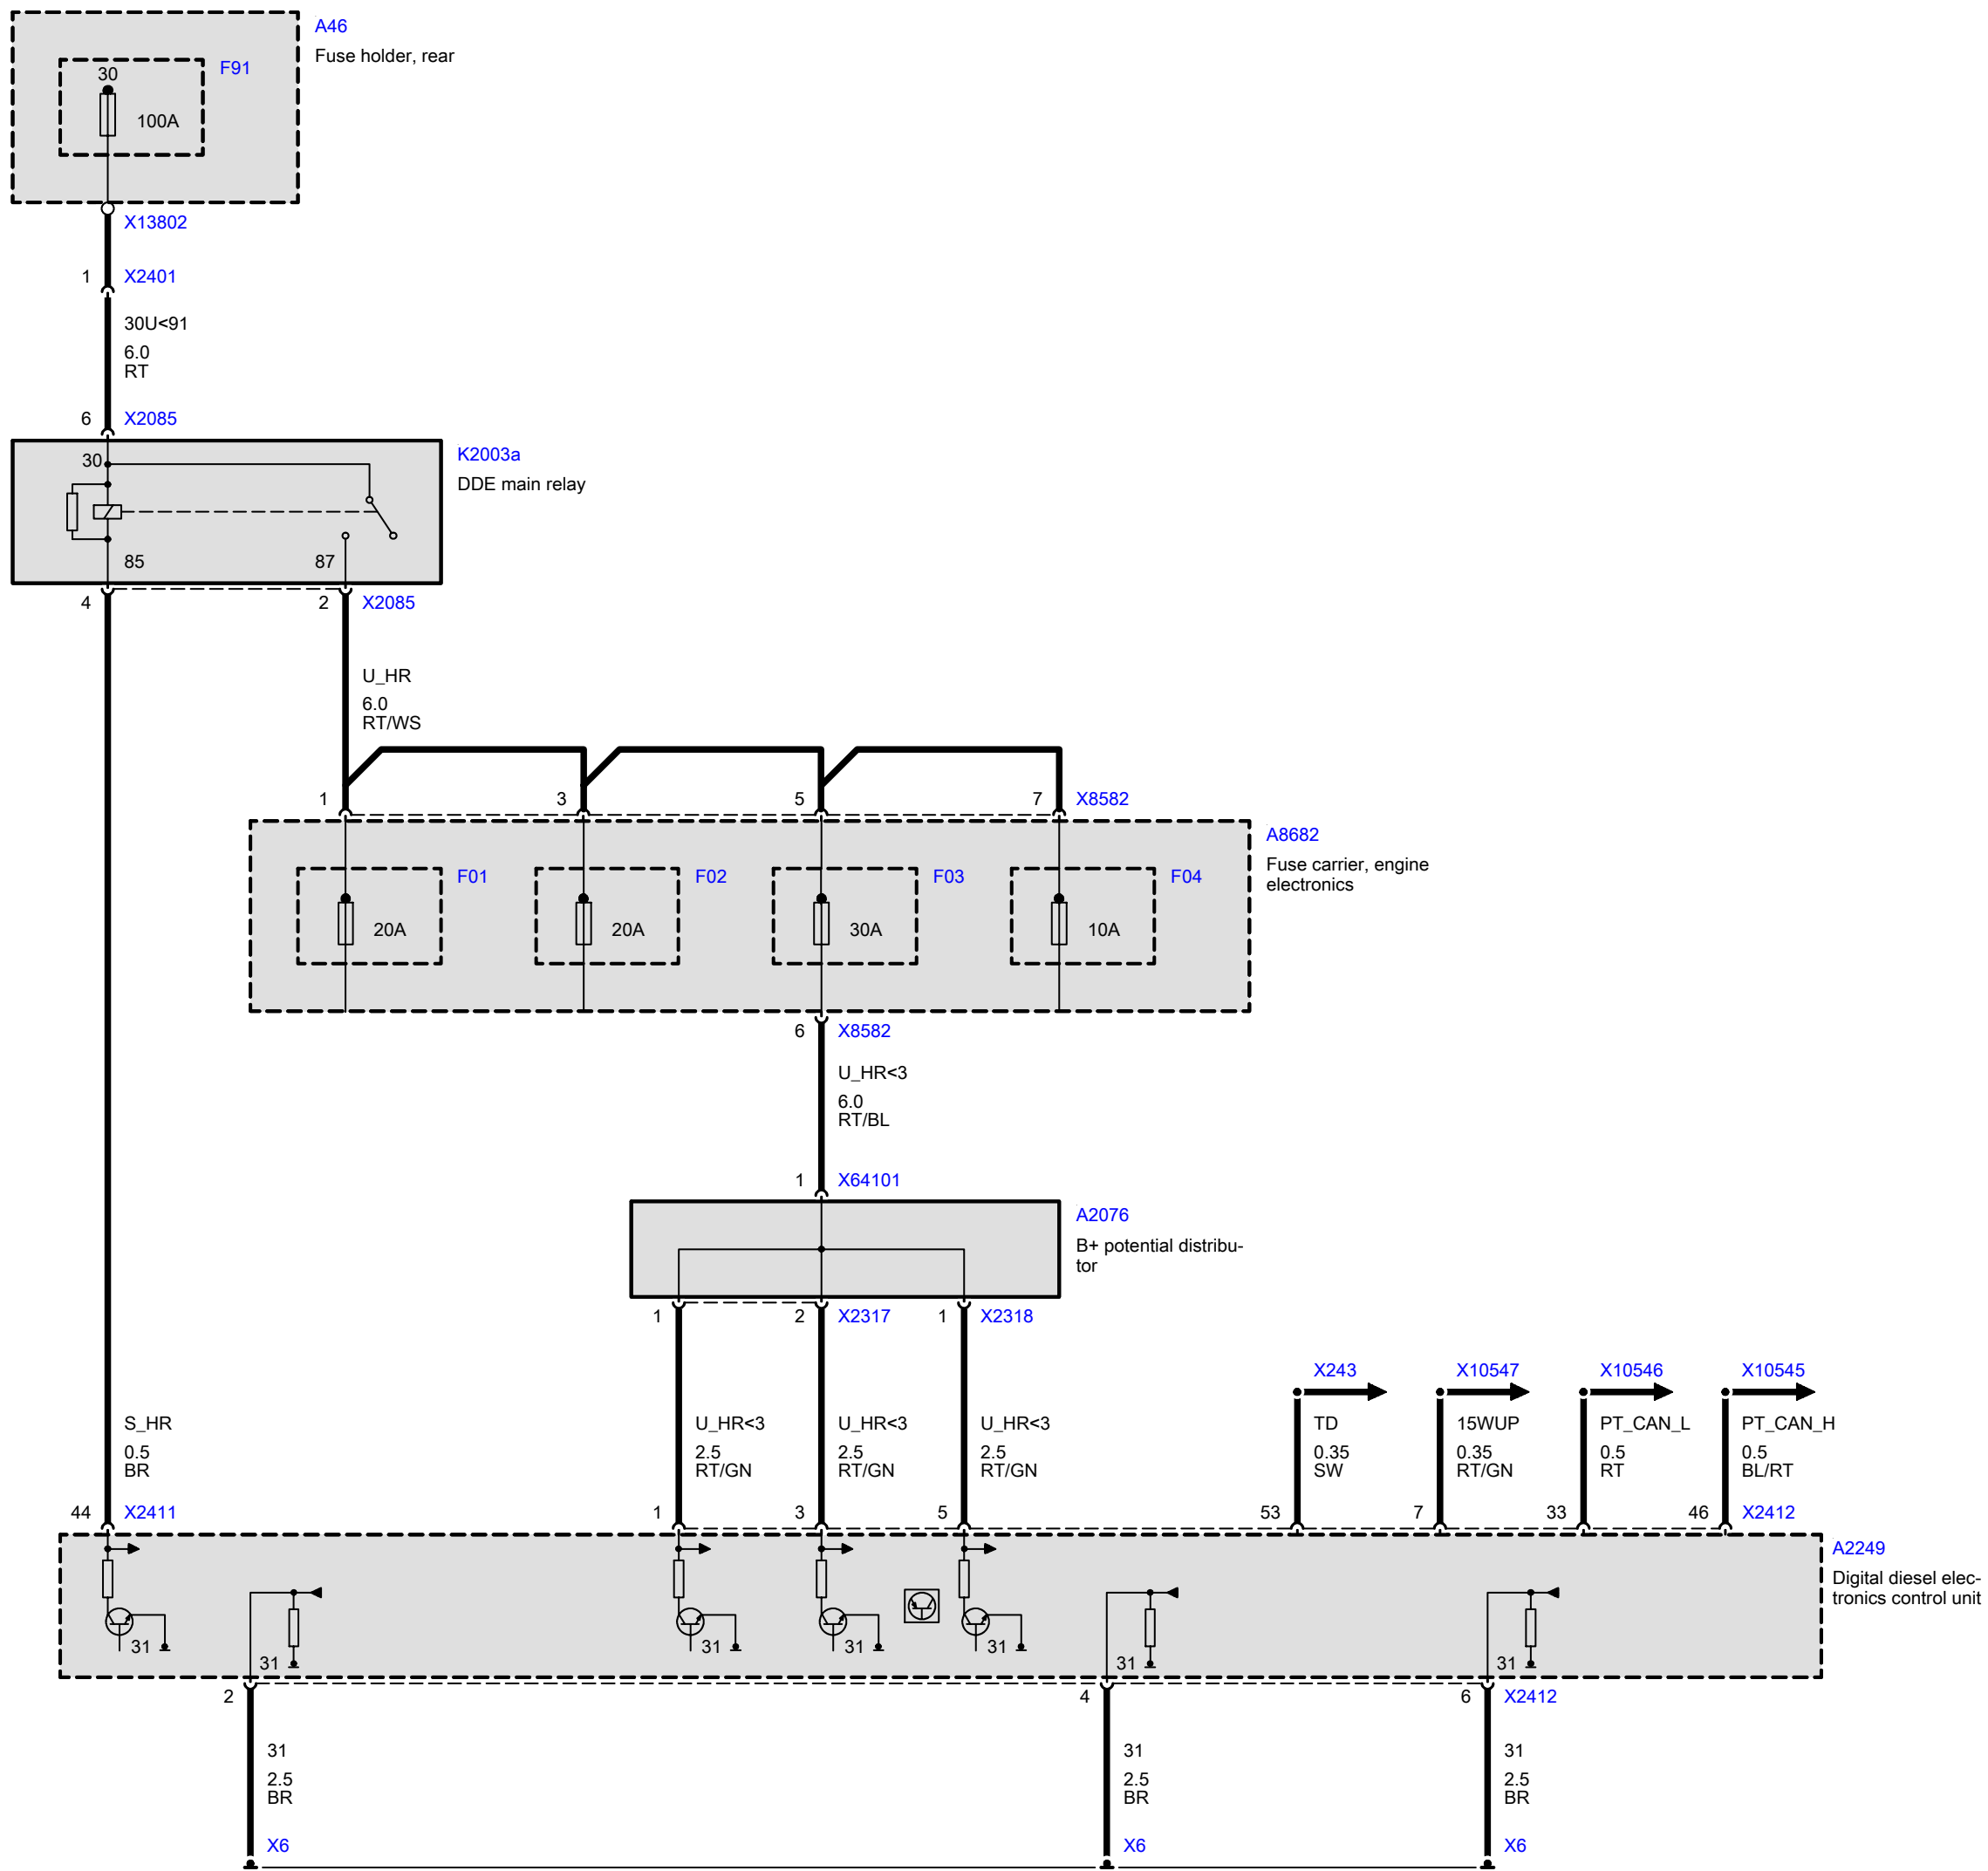 A46
Fuse holder, rear
F91
30
100A
X13802
1 X2401
30U<91
6.0
RT
6 X2085
K2003a
DDE main relay
30
85 87
4 2 X2085
U_HR
6.0
RT/WS
1 3 5 7 X8582
A8682
Fuse carrier, engine
electronics
F01 F02 F03 F04
20A 20A 30A 10A
6 X8582
U_HR<3
6.0
RT/BL
1 X64101
A2076
B+ potential distribu-
tor
1 2 X2317 1 X2318
X243 X10547 X10546 X10545
S_HR U_HR<3 U_HR<3 U_HR<3 TD 15WUP PT_CAN_L PT_CAN_H
0.5 2.5 2.5 2.5 0.35 0.35 0.5 0.5
BR RT/GN RT/GN RT/GN SW RT/GN RT BL/RT
44 X2411 1 3 5 53 7 33 46 X2412
A2249
Digital diesel elec-
tronics control unit
31 31 31 31
31 31 31
2 4 6 X2412
31 31 31
2.5 2.5 2.5
BR BR BR
X6 X6 X6